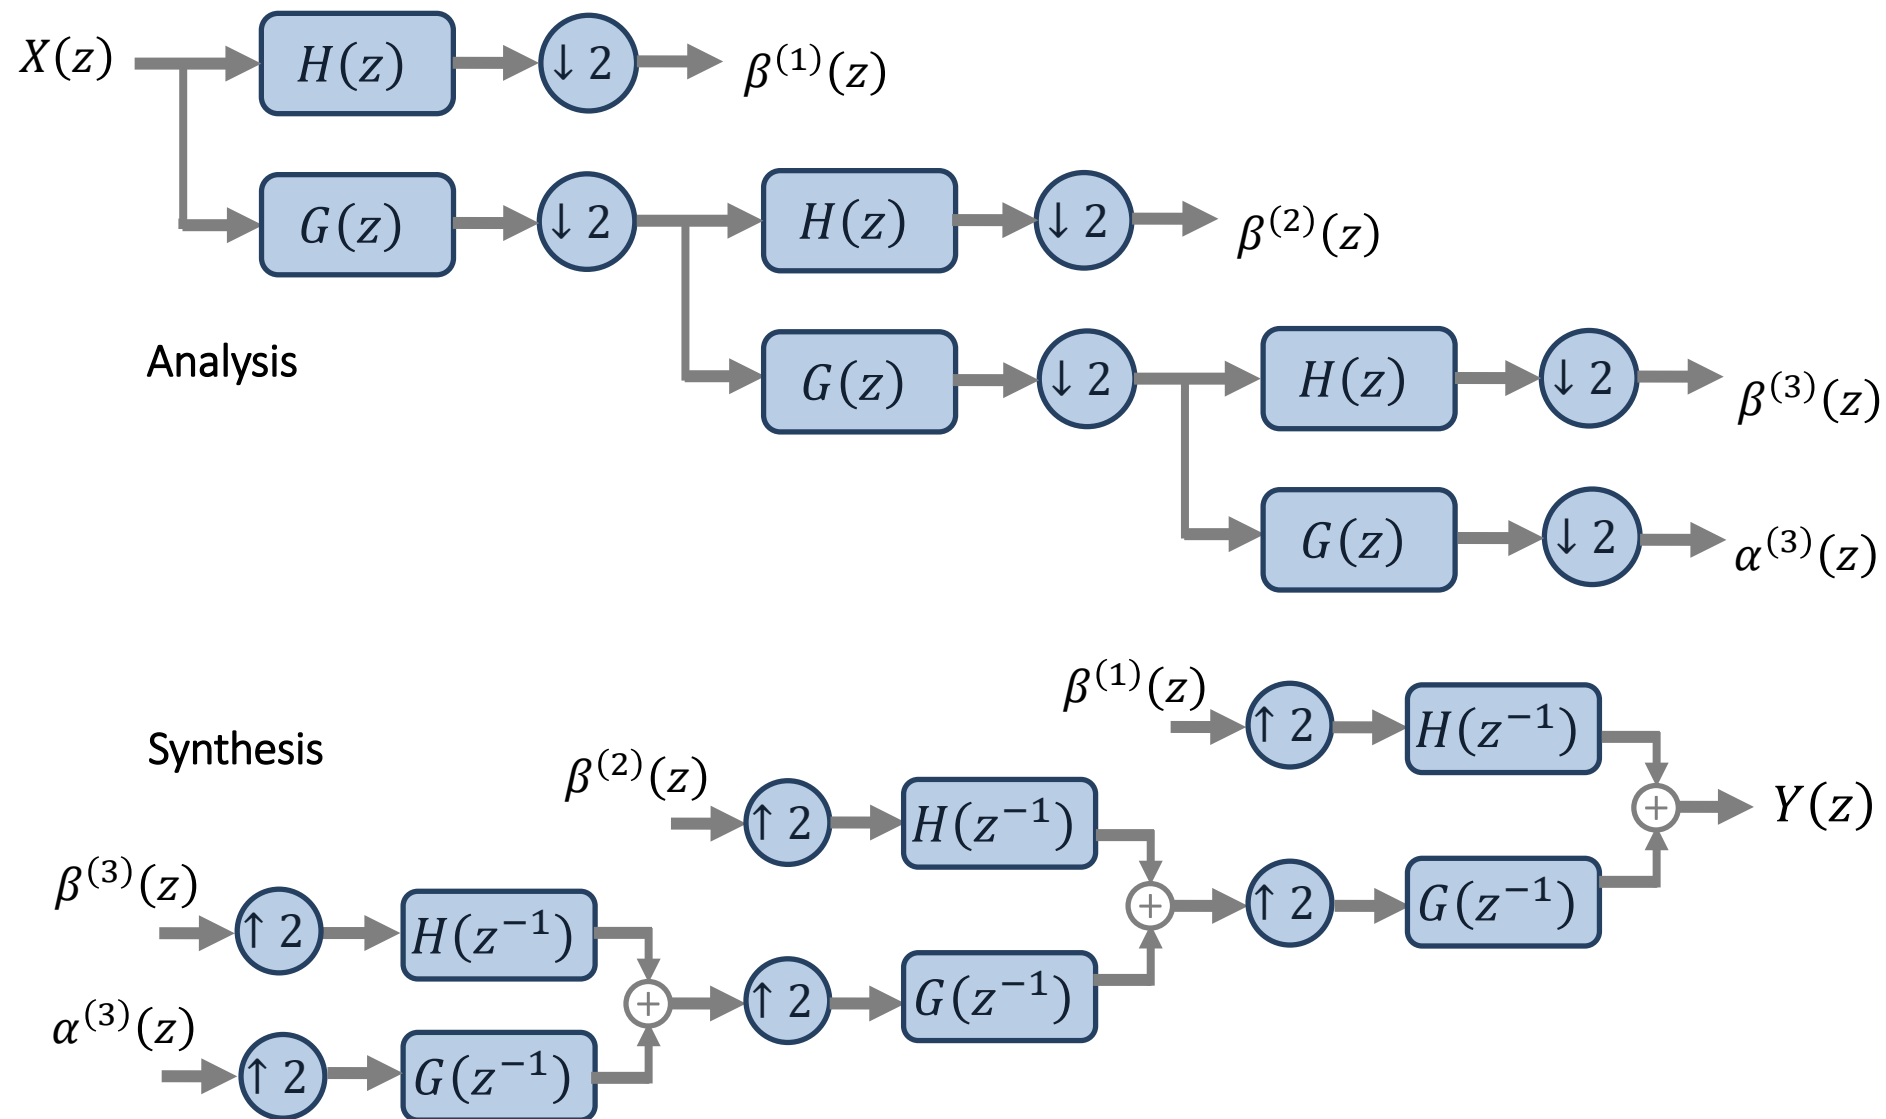 X(z) H(z) ↓ 2 β⁽¹⁾(z)
G(z) ↓ 2 H(z) ↓ 2 β⁽²⁾(z)
Analysis
G(z) ↓ 2 H(z) ↓ 2 β⁽³⁾(z)
G(z) ↓ 2 α⁽³⁾(z)
Synthesis
β⁽¹⁾(z) ↑ 2 H(z⁻¹)
β⁽²⁾(z) ↑ 2 H(z⁻¹) + Y(z)
β⁽³⁾(z) ↑ 2 H(z⁻¹) + ↑ 2 G(z⁻¹)
α⁽³⁾(z) ↑ 2 G(z⁻¹) + ↑ 2 G(z⁻¹)